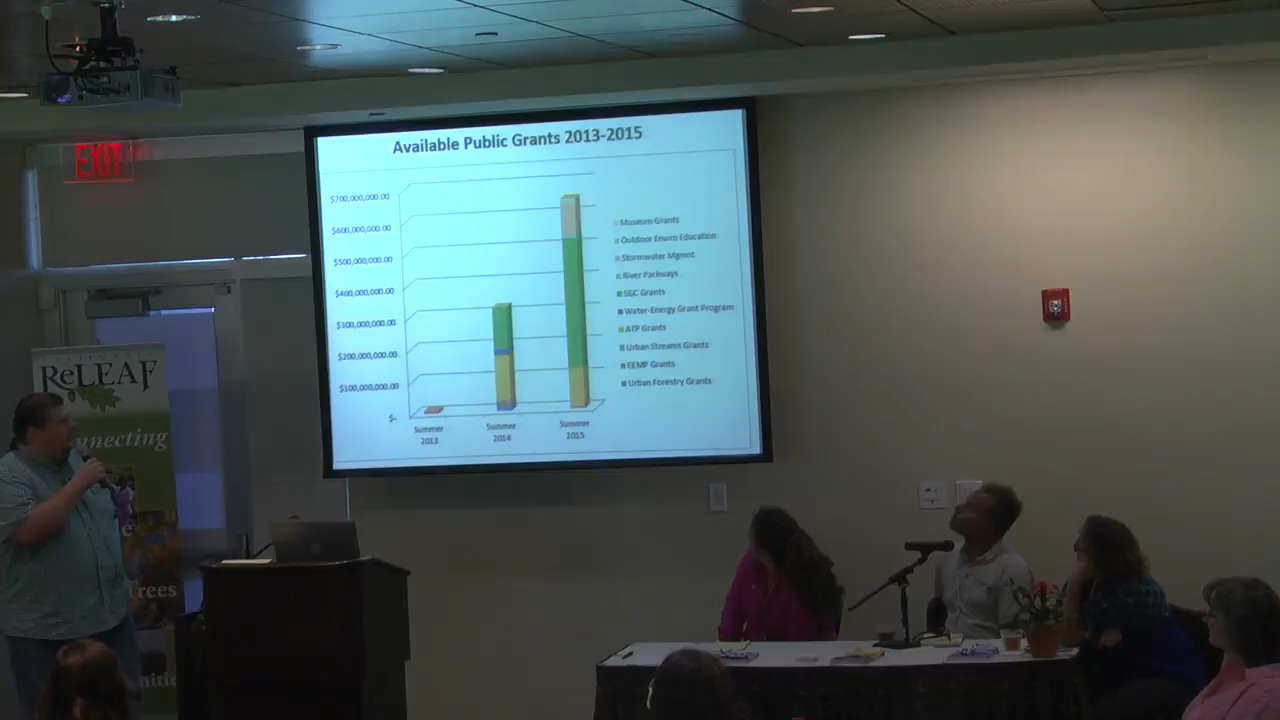 EXIT
Available Public Grants 2013-2015
$700,000,000.00
$600,000,000.00
$500,000,000.00
$400,000,000.00
$300,000,000.00
$200,000,000.00
$100,000,000.00
$-
Summer
2013
Summer
2014
Summer
2015
Museum Grants
Outdoor Enviro Education
Stormwater Mgmnt
River Parkways
SGC Grants
Water-Energy Grant Program
ATP Grants
Urban Streams Grants
EEMP Grants
Urban Forestry Grants
ReLEAF
nnecting
Trees